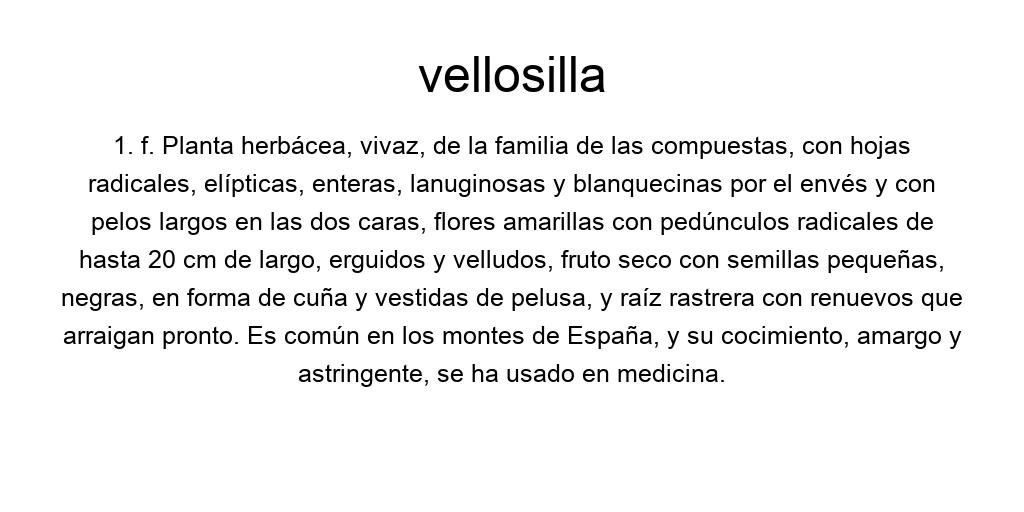 vellosilla
1. f. Planta herbácea, vivaz, de la familia de las compuestas, con hojas
radicales, elípticas, enteras, lanuginosas y blanquecinas por el envés y con
pelos largos en las dos caras, flores amarillas con pedúnculos radicales de
hasta 20 cm de largo, erguidos y velludos, fruto seco con semillas pequeñas,
negras, en forma de cuña y vestidas de pelusa, y raíz rastrera con renuevos que
arraigan pronto. Es común en los montes de España, y su cocimiento, amargo y
astringente, se ha usado en medicina.